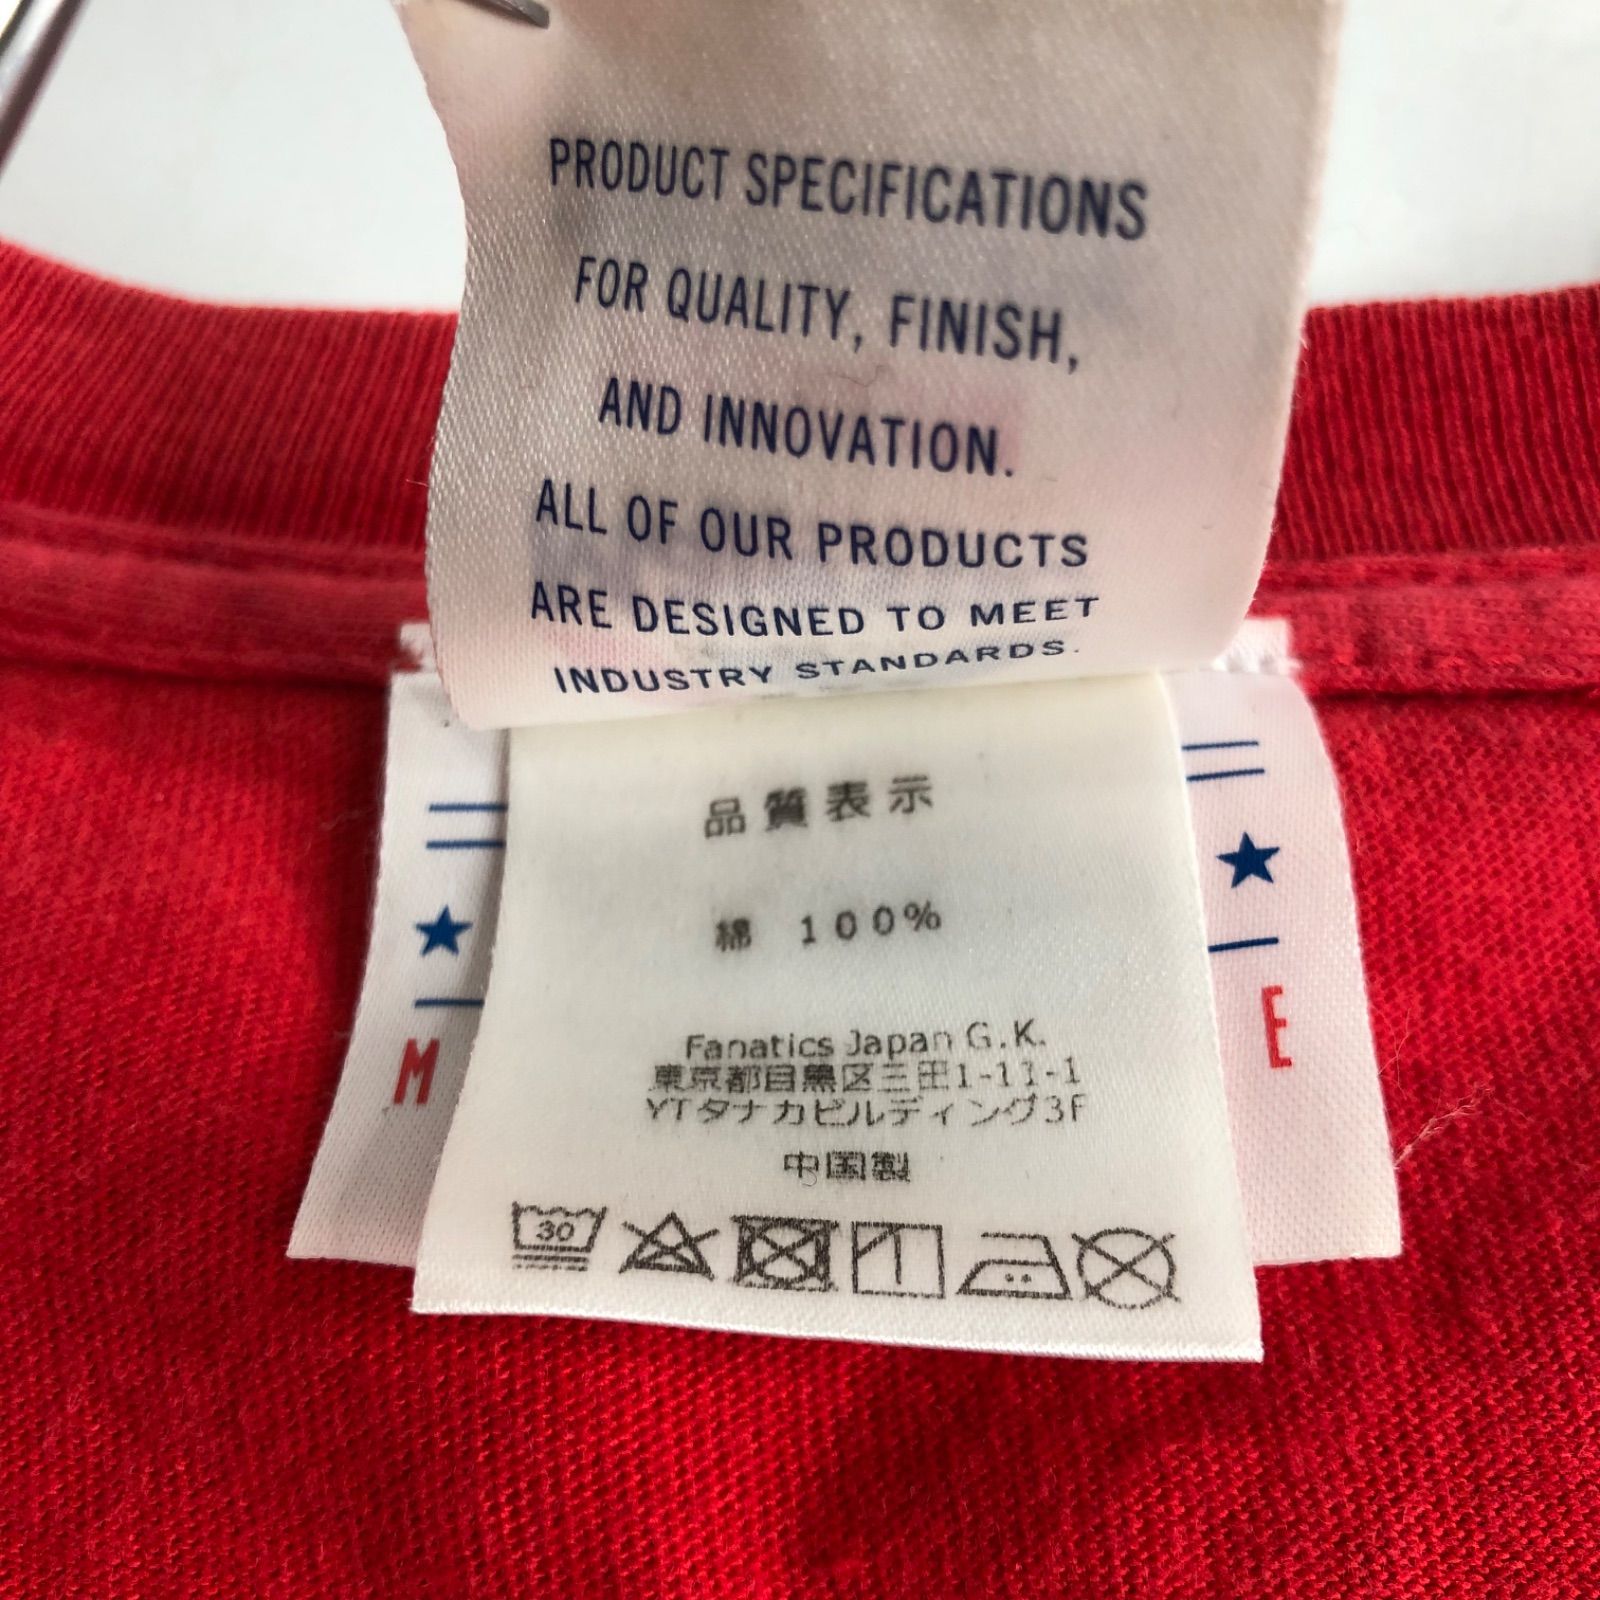 PRODUCT SPECIFICATIONS
FOR QUALITY, FINISH,
AND INNOVATION.
ALL OF OUR PRODUCTS
ARE DESIGNED TO MEET
INDUSTRY STANDARDS.
品質表示
綿 100%
Fanatics Japan G.K.
東京都目黒区三田1-11-1
YTタナカビルディング3F
中国製
30
M
E